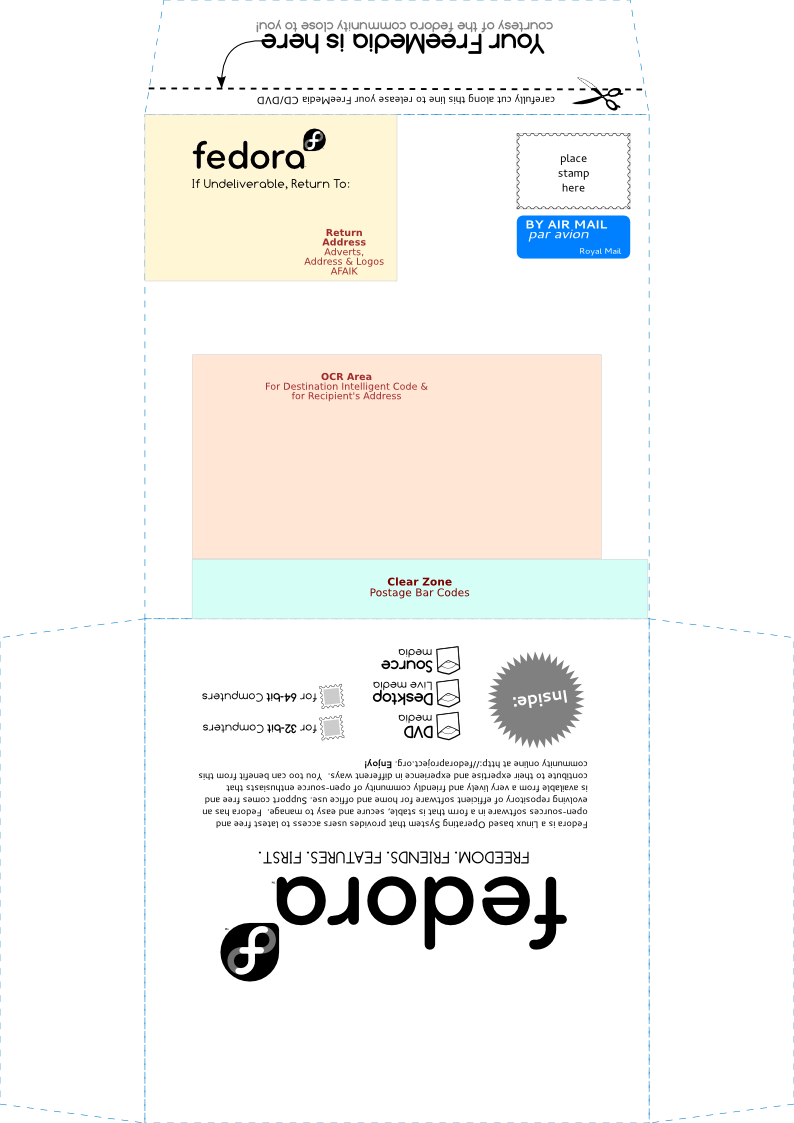 courtesy of the fedora community close to you!
Your FreeMedia is here
carefully cut along this line to release your FreeMedia CD/DVD
fedora
If Undeliverable, Return To:
Return
Address
Adverts,
Address & Logos
AFAIK
place
stamp
here
BY AIR MAIL
par avion
Royal Mail
OCR Area
For Destination Intelligent Code &
for Recipient's Address
Clear Zone
Postage Bar Codes
fedora
FREEDOM. FRIENDS. FEATURES. FIRST.
Fedora is a Linux based Operating System that provides users access to latest free and
open-sources software in a form that is stable, secure and easy to manage. Fedora has an
evolving repository of efficient software for home and office use. Support comes free and
is available from a very lively and friendly community of open-source enthusiasts that
contribute to their expertise and experience in different ways. You too can benefit from this
community online at http://fedoraproject.org. Enjoy!
Inside:
DVD
media
Desktop
Live media
Source
media
for 32-bit Computers
for 64-bit Computers